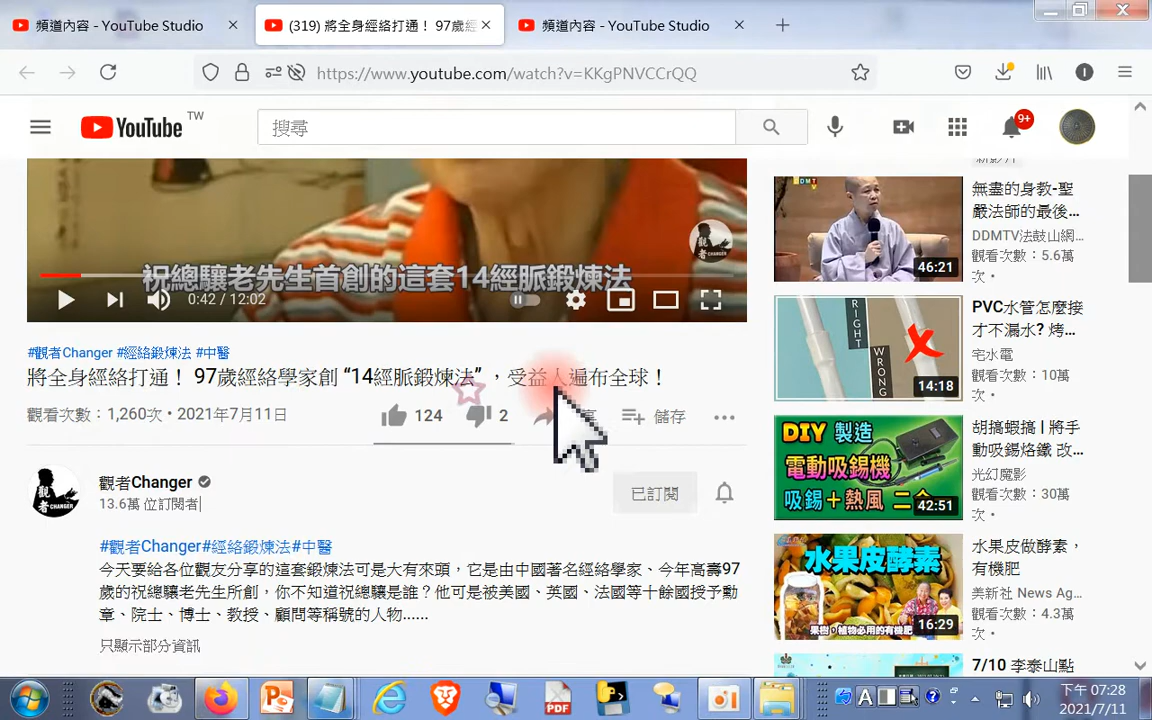 頻道內容 - YouTube Studio
(319) 將全身經絡打通！ 97歲經
頻道內容 - YouTube Studio
https://www.youtube.com/watch?v=KKgPNVCCrQQ
YouTube TW
搜尋
9+
祝總驤老先生首創的這套14經脈鍛煉法
觀者 CHANGER
0:42 / 12:02
#觀者Changer #經絡鍛煉法 #中醫
將全身經絡打通！ 97歲經絡學家創 “14經脈鍛煉法” ，受益人遍布全球！
觀看次數：1,260次 • 2021年7月11日
124
2
享
儲存
觀者Changer
13.6萬 位訂閱者
已訂閱
CHANGER
#觀者Changer#經絡鍛煉法#中醫
今天要給各位觀友分享的這套鍛煉法可是大有來頭，它是由中國著名經絡學家、今年高壽97
歲的祝總驤老先生所創，你不知道祝總驤是誰？他可是被美國、英國、法國等十餘國授予勳
章、院士、博士、教授、顧問等稱號的人物......
只顯示部分資訊
DDMTV
46:21
無盡的身教-聖
嚴法師的最後...
DDMTV法鼓山網...
觀看次數：5.6萬
次 •
RIGHT
WRONG
14:18
PVC水管怎麼接
才不漏水? 烤...
宅水電
觀看次數：10萬
次 •
DIY 製造
電動吸錫機
吸錫+熱風 二合
42:51
胡搞蝦搞 | 將手
動吸錫烙鐵 改...
光幻魔影
觀看次數：30萬
次 •
水果皮酵素
果樹,植物必用的有機肥
16:29
水果皮做酵素，
有機肥
美新社 News Ag...
觀看次數：4.3萬
次 •
7/10 李泰山點
PDF
A
下午 07:28
2021/7/11